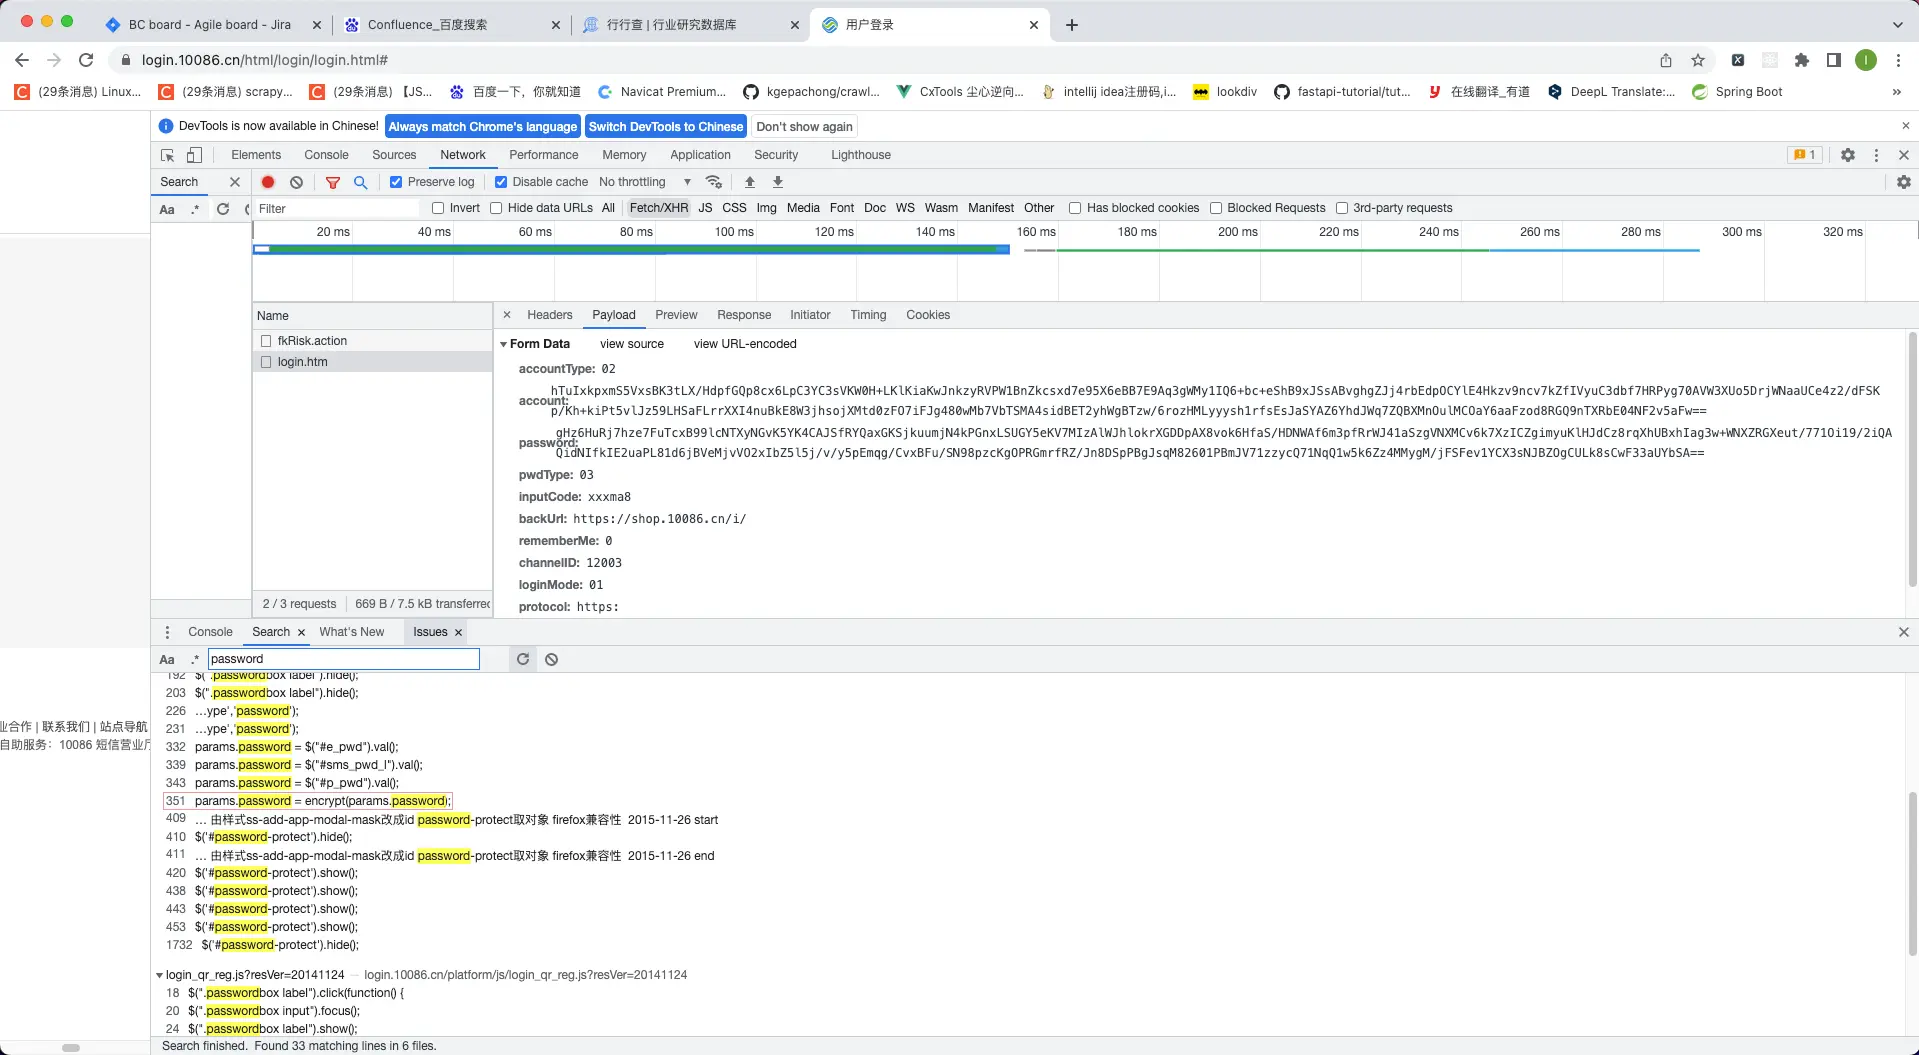 BC board - Agile board - Jira
Confluence_百度搜索
行行查 | 行业研究数据库
用户登录
login.10086.cn/html/login/login.html#
I
(29条消息) Linux...
(29条消息) scrapy...
(29条消息) 【JS...
百度一下，你就知道
Navicat Premium...
kgepachong/crawl...
CxTools 尘心逆向...
intellij idea注册码,i...
lookdiv
fastapi-tutorial/tut...
在线翻译_有道
DeepL Translate:...
Spring Boot
»
DevTools is now available in Chinese!
Always match Chrome's language
Switch DevTools to Chinese
Don't show again
Elements Console Sources Network Performance Memory Application Security Lighthouse
1
Search
Preserve log
Disable cache
No throttling
Aa .*
Filter
Invert
Hide data URLs
All Fetch/XHR JS CSS Img Media Font Doc WS Wasm Manifest Other
Has blocked cookies
Blocked Requests
3rd-party requests
20 ms 40 ms 60 ms 80 ms 100 ms 120 ms 140 ms 160 ms 180 ms 200 ms 220 ms 240 ms 260 ms 280 ms 300 ms 320 ms
Name
fkRisk.action
login.htm
2 / 3 requests
669 B / 7.5 kB transferred
Headers Payload Preview Response Initiator Timing Cookies
Form Data view source view URL-encoded
accountType: 02
account:
hTuIxkpxmS5VxsBK3tLX/HdpfGQp8cx6LpC3YC3sVKW0H+LKlKiaKwJnkzyRVPW1BnZkcsxd7e95X6eBB7E9Aq3gWMy1IQ6+bc+eShB9xJSsABvghgZJj4rbEdpOCYlE4Hkzv9ncv7kZfIVyuC3dbf7HRPyg70AVW3XUo5DrjWNaaUCe4z2/dFSK
p/Kh+kiPt5vlJz59LHSaFLrrXXI4nuBkE8W3jhsojXMtd0zFO7iFJg480wMb7VbTSMA4sidBET2yhWgBTzw/6rozHMLyyysh1rfsEsJaSYAZ6YhdJWq7ZQBXMnOulMCOaY6aaFzod8RGQ9nTXRbE04NF2v5aFw==
password:
gHz6HuRj7hze7FuTcxB99lcNTXyNGvK5YK4CAJSfRYQaxGKSjkuumjN4kPGnxLSUGY5eKV7MIzAlWJhlokrXGDDpAX8vok6HfaS/HDNWAf6m3pfRrWJ41aSzgVNXMCv6k7XzICZgimyuKlHJdCz8rqXhUBxhIag3w+WNXZRGXeut/771Oi19/2iQA
QidNIfkIE2uaPL81d6jBVeMjvVO2xIbZ5l5j/v/y5pEmqg/CvxBFu/SN98pzcKgOPRGmrfRZ/Jn8DSpPBgJsqM82601PBmJV71zzycQ71NqQ1w5k6Zz4MMygM/jFSFev1YCX3sNJBZOgCULk8sCwF33aUYbSA==
pwdType: 03
inputCode: xxxma8
backUrl: https://shop.10086.cn/i/
rememberMe: 0
channelID: 12003
loginMode: 01
protocol: https:
业合作 | 联系我们 | 站点导航
自助服务：10086 短信营业厅
Console Search What's New Issues
Aa .* password
192 $(".passwordbox label").hide();
203 $(".passwordbox label").hide();
226 …ype','password');
231 …ype','password');
332 params.password = $("#e_pwd").val();
339 params.password = $("#sms_pwd_l").val();
343 params.password = $("#p_pwd").val();
351 params.password = encrypt(params.password);
409 … 由样式ss-add-app-modal-mask改成id password-protect取对象 firefox兼容性 2015-11-26 start
410 $('#password-protect').hide();
411 … 由样式ss-add-app-modal-mask改成id password-protect取对象 firefox兼容性 2015-11-26 end
420 $('#password-protect').show();
438 $('#password-protect').show();
443 $('#password-protect').show();
453 $('#password-protect').show();
1732 $('#password-protect').hide();
login_qr_reg.js?resVer=20141124 — login.10086.cn/platform/js/login_qr_reg.js?resVer=20141124
18 $(".passwordbox label").click(function() {
20 $(".passwordbox input").focus();
24 $(".passwordbox label").show();
Search finished. Found 33 matching lines in 6 files.